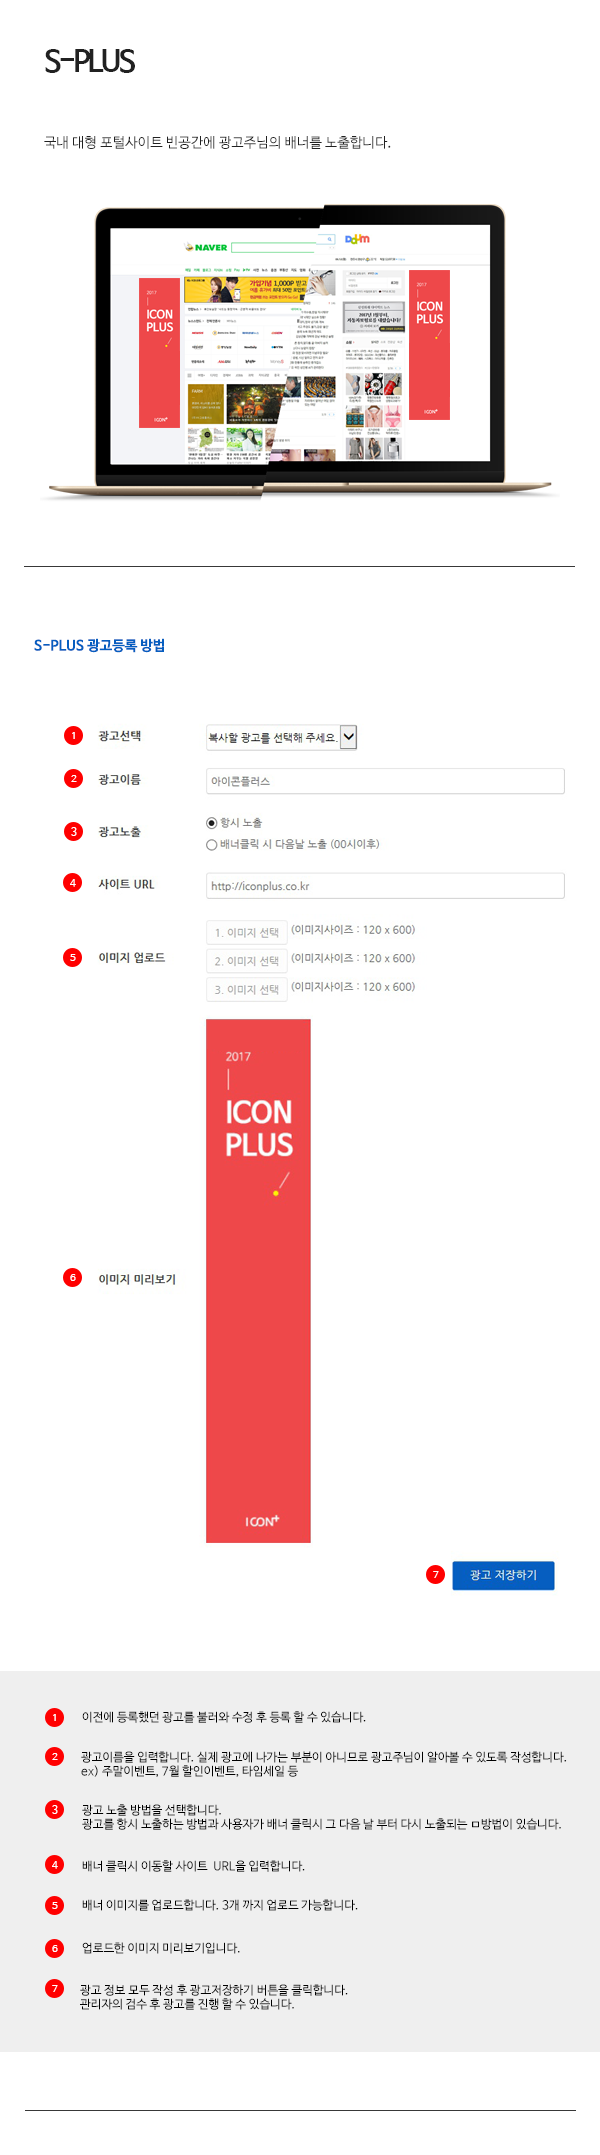 S-PLUS
국내 대형 포털사이트 빈공간에 광고주님의 배너를 노출합니다.
NAVER
Daum
가입기념 1,000P 받고
2017
ICON
PLUS
ICON+
2017
ICON
PLUS
ICON+
S-PLUS 광고등록 방법
1 광고선택 복사할 광고를 선택해 주세요.
2 광고이름 아이콘플러스
3 광고노출 항시 노출
배너클릭 시 다음날 노출 (00시이후)
4 사이트 URL http://iconplus.co.kr
5 이미지 업로드
1. 이미지 선택 (이미지사이즈 : 120 x 600)
2. 이미지 선택 (이미지사이즈 : 120 x 600)
3. 이미지 선택 (이미지사이즈 : 120 x 600)
2017
ICON
PLUS
6 이미지 미리보기
ICON+
7 광고 저장하기
1 이전에 등록했던 광고를 불러와 수정 후 등록 할 수 있습니다.
2 광고이름을 입력합니다. 실제 광고에 나가는 부분이 아니므로 광고주님이 알아볼 수 있도록 작성합니다.
ex) 주말이벤트, 7월 할인이벤트, 타임세일 등
3 광고 노출 방법을 선택합니다.
광고를 항시 노출하는 방법과 사용자가 배너 클릭시 그 다음 날 부터 다시 노출되는 ㅁ방법이 있습니다.
4 배너 클릭시 이동할 사이트 URL을 입력합니다.
5 배너 이미지를 업로드합니다. 3개 까지 업로드 가능합니다.
6 업로드한 이미지 미리보기입니다.
7 광고 정보 모두 작성 후 광고저장하기 버튼을 클릭합니다.
관리자의 검수 후 광고를 진행 할 수 있습니다.